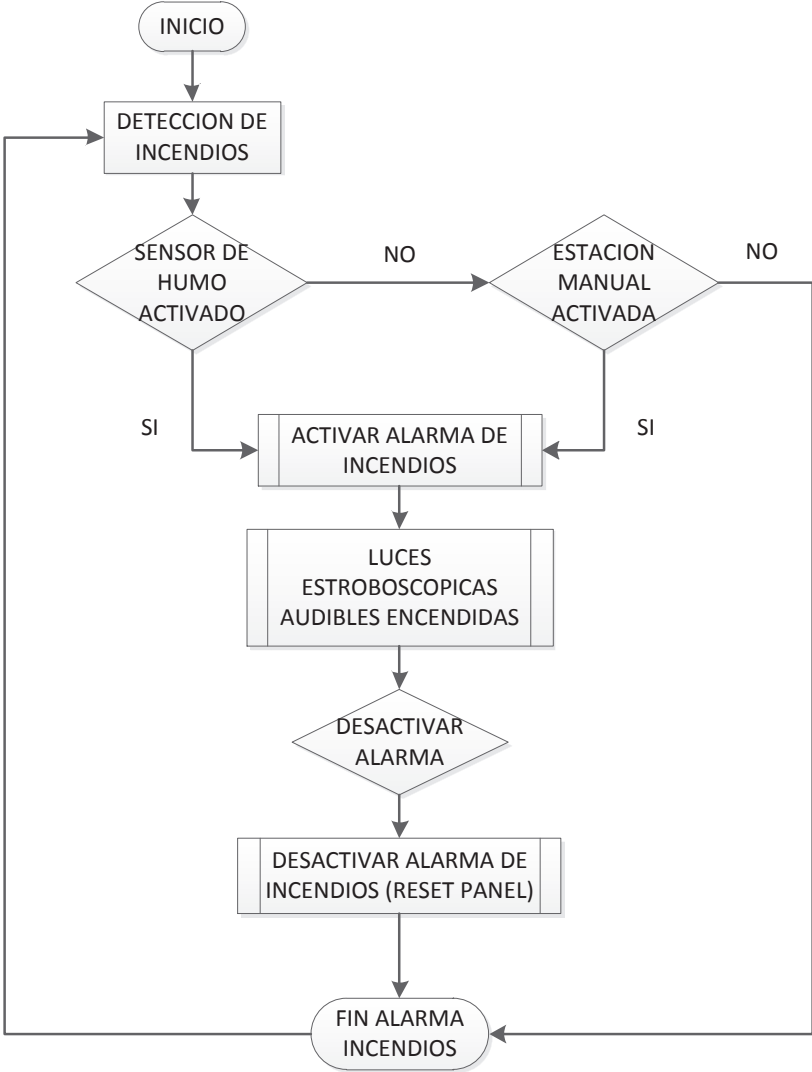 INICIO
DETECCION DE
INCENDIOS
SENSOR DE
HUMO
ACTIVADO
NO
ESTACION
MANUAL
ACTIVADA
NO
SI
ACTIVAR ALARMA DE
INCENDIOS
SI
LUCES
ESTROBOSCOPICAS
AUDIBLES ENCENDIDAS
DESACTIVAR
ALARMA
DESACTIVAR ALARMA DE
INCENDIOS (RESET PANEL)
FIN ALARMA
INCENDIOS